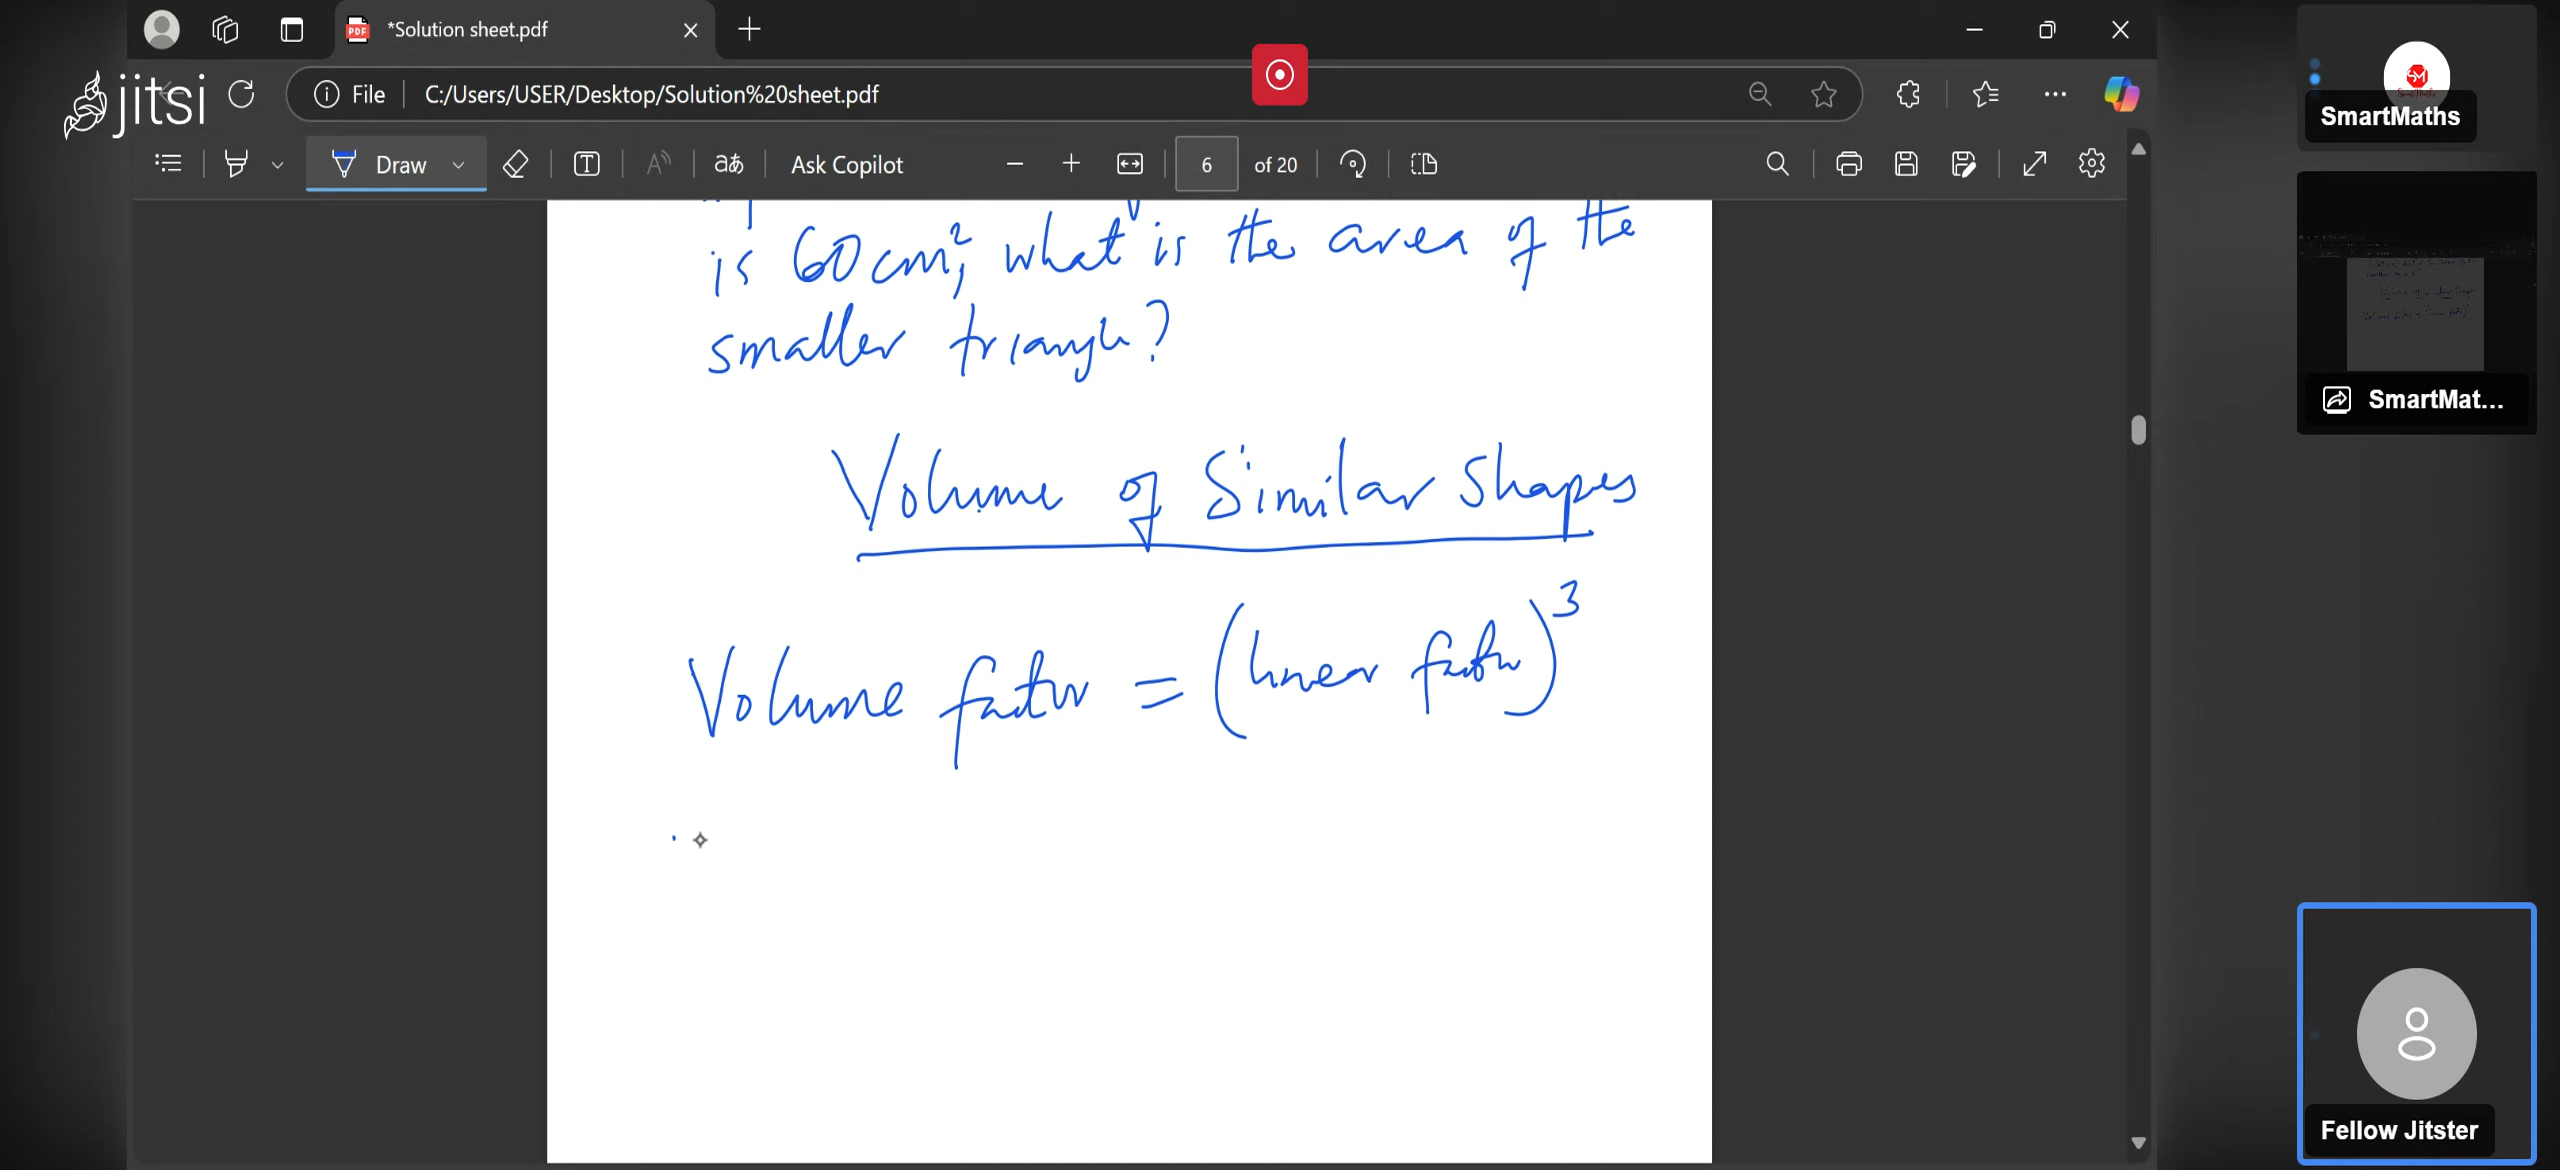 *Solution sheet.pdf
jitsi
File
C:/Users/USER/Desktop/Solution%20sheet.pdf
Draw
Ask Copilot
6 of 20
is 60cm², what is the area of the
smaller triangle?
Volume of Similar Shapes
Volume factor = (linear factor)³
SmartMaths
SmartMat...
Fellow Jitster